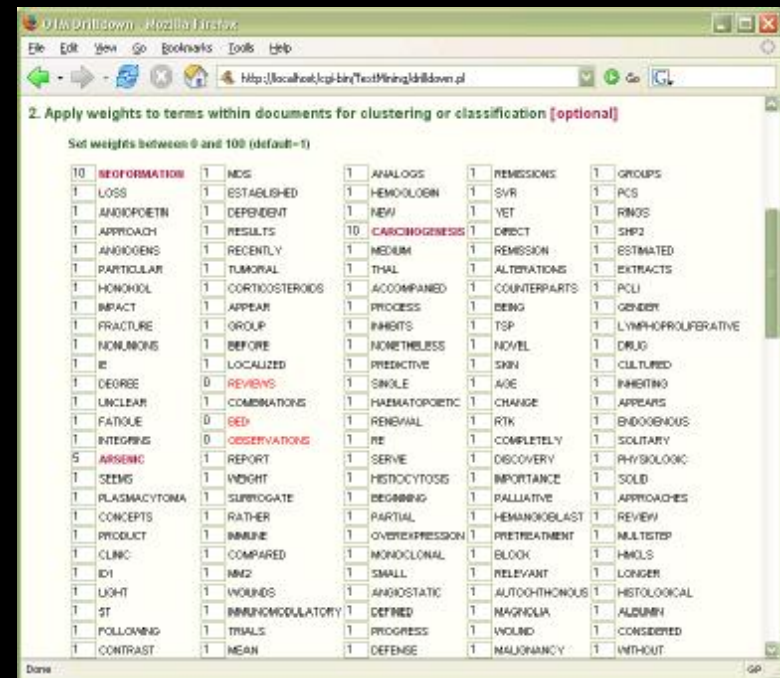 OTM Drilldown - Mozilla Firefox
File Edit View Go Bookmarks Tools Help
http://localhost/cgi-bin/TextMining/drilldown.pl Go
2. Apply weights to terms within documents for clustering or classification [optional]
Set weights between 0 and 100 (default=1)
10 NEOFORMATION 1 MDS 1 ANALOGS 1 REMISSIONS 1 GROUPS
1 LOSS 1 ESTABLISHED 1 HEMOGLOBIN 1 SVR 1 PCS
1 ANGIOPOETIN 1 DEPENDENT 1 NEW 1 YET 1 RINGS
1 APPROACH 1 RESULTS 10 CARCINOGENESIS 1 DIRECT 1 SHP2
1 ANGIOGENS 1 RECENTLY 1 MEDIUM 1 REMISSION 1 ESTIMATED
1 PARTICULAR 1 TUMORAL 1 THAL 1 ALTERATIONS 1 EXTRACTS
1 HONOKIOL 1 CORTICOSTEROIDS 1 ACCOMPANIED 1 COUNTERPARTS 1 PCLI
1 IMPACT 1 APPEAR 1 PROCESS 1 BEING 1 GENDER
1 FRACTURE 1 GROUP 1 INHIBITS 1 TSP 1 LYMPHOPROLIFERATIVE
1 NONUNIONS 1 BEFORE 1 NONETHELESS 1 NOVEL 1 DRUG
1 IE 1 LOCALIZED 1 PREDICTIVE 1 SKIN 1 CULTURED
1 DEGREE 0 REVIEWS 1 SINGLE 1 AGE 1 INHIBITING
1 UNCLEAR 1 COMBINATIONS 1 HAEMATOPOIETIC 1 CHANGE 1 APPEARS
1 FATIGUE 0 BED 1 RENEWAL 1 RTK 1 ENDOGENOUS
1 INTEGRINS 0 OBSERVATIONS 1 RE 1 COMPLETELY 1 SOLITARY
5 ARSENIC 1 REPORT 1 SERVE 1 DISCOVERY 1 PHYSIOLOGIC
1 SEEMS 1 WEIGHT 1 HISTIOCYTOSIS 1 IMPORTANCE 1 SOLID
1 PLASMACYTOMA 1 SURROGATE 1 BEGINNING 1 PALLIATIVE 1 APPROACHES
1 CONCEPTS 1 RATHER 1 PARTIAL 1 HEMANGIOBLAST 1 REVIEW
1 PRODUCT 1 IMMUNE 1 OVEREXPRESSION 1 PRETREATMENT 1 MULTISTEP
1 CLINIC 1 COMPARED 1 MONOCLONAL 1 BLOCK 1 HMCLS
1 ID1 1 MM2 1 SMALL 1 RELEVANT 1 LONGER
1 LIGHT 1 WOUNDS 1 ANGIOSTATIC 1 AUTOCHTHONOUS 1 HISTOLOGICAL
1 ST 1 IMMUNOMODULATORY 1 DEFINED 1 MAGNOLIA 1 ALBUMIN
1 FOLLOWING 1 TRIALS 1 PROGRESS 1 WOUND 1 CONSIDERED
1 CONTRAST 1 MEAN 1 DEFENSE 1 MALIGNANCY 1 WITHOUT
Done GP